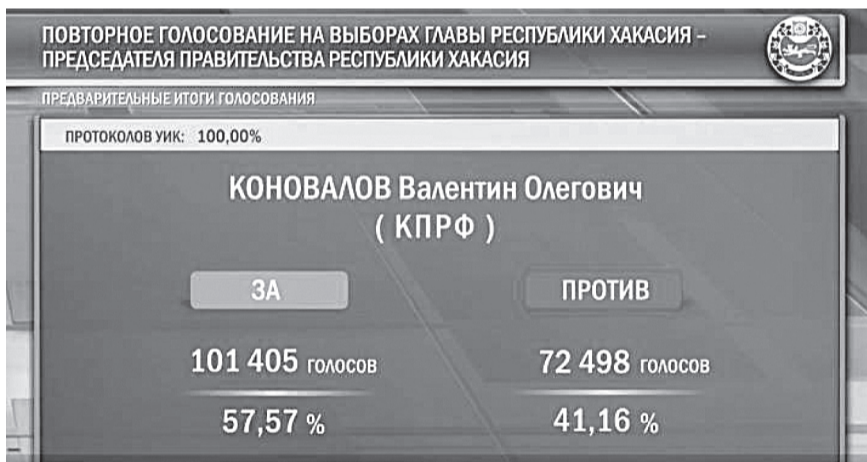 ПОВТОРНОЕ ГОЛОСОВАНИЕ НА ВЫБОРАХ ГЛАВЫ РЕСПУБЛИКИ ХАКАСИЯ –
ПРЕДСЕДАТЕЛЯ ПРАВИТЕЛЬСТВА РЕСПУБЛИКИ ХАКАСИЯ
ПРЕДВАРИТЕЛЬНЫЕ ИТОГИ ГОЛОСОВАНИЯ
ПРОТОКОЛОВ УИК: 100,00%
КОНОВАЛОВ Валентин Олегович
( КПРФ )
ЗА ПРОТИВ
101 405 голосов 72 498 голосов
57,57 % 41,16 %